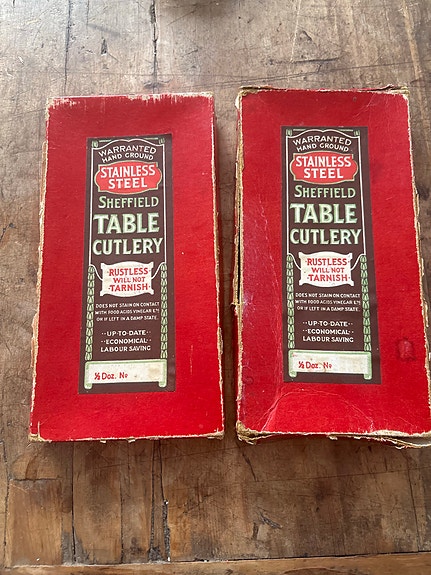 WARRANTED
HAND GROUND
STAINLESS
STEEL
SHEFFIELD
TABLE
CUTLERY
RUSTLESS
WILL NOT
TARNISH
DOES NOT STAIN ON CONTACT
WITH FOOD ACIDS VINEGAR Etc
OR IF LEFT IN A DAMP STATE.
··UP-TO-DATE··
·ECONOMICAL·
LABOUR SAVING
½ Doz. No
WARRANTED
HAND GROUND
STAINLESS
STEEL
SHEFFIELD
TABLE
CUTLERY
RUSTLESS
WILL NOT
TARNISH
DOES NOT STAIN ON CONTACT
WITH FOOD ACIDS VINEGAR Etc
OR IF LEFT IN A DAMP STATE.
··UP-TO-DATE··
·ECONOMICAL·
LABOUR SAVING
½ Doz. No